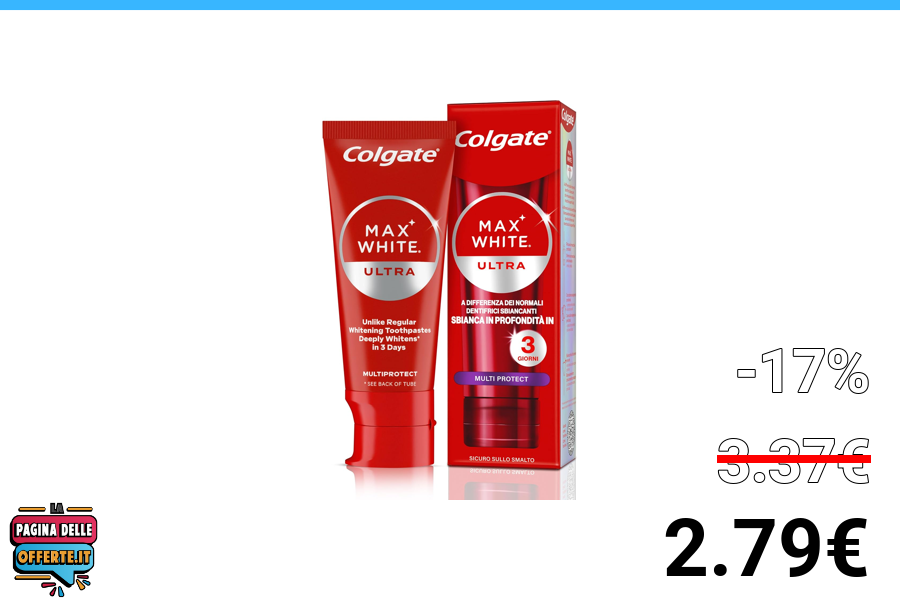 Colgate
MAX
WHITE
ULTRA
Unlike Regular
Whitening Toothpastes
Deeply Whitens*
in 3 Days
MULTIPROTECT
* SEE BACK OF TUBE
Colgate
MAX
WHITE
ULTRA
A DIFFERENZA DEI NORMALI
DENTIFRICI SBIANCANTI
SBIANCA IN PROFONDITÀ IN
3
GIORNI
MULTI PROTECT
SICURO SULLO SMALTO
Colgate
-17%
3.37€
2.79€
LA
PAGINA DELLE
OFFERTE.IT